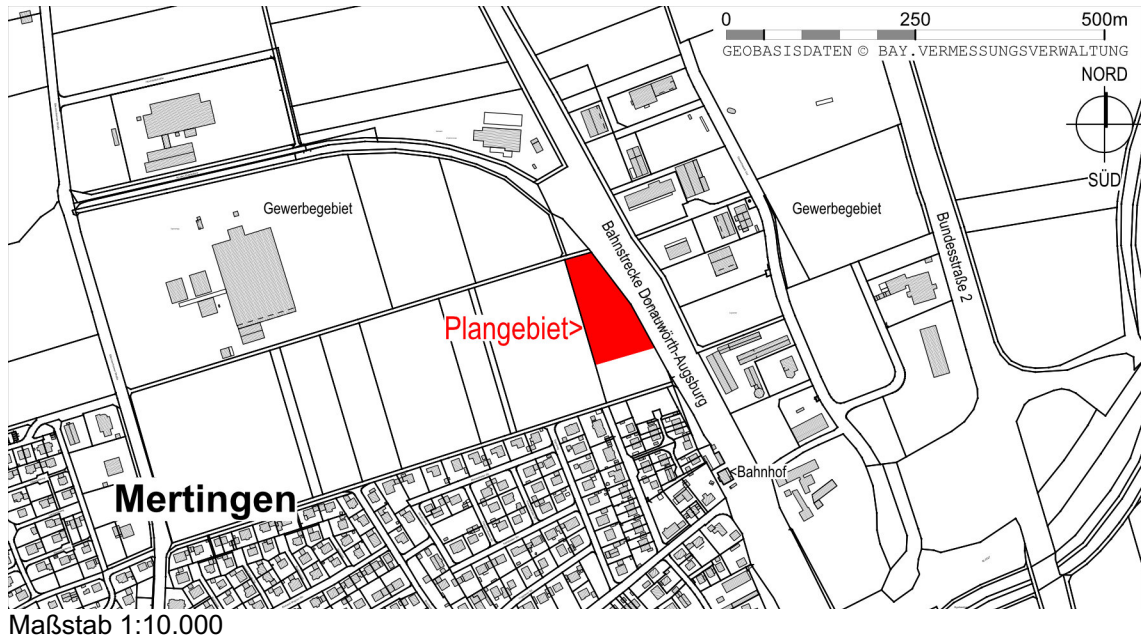 0 250 500m
GEOBASISDATEN © BAY.VERMESSUNGSVERWALTUNG
NORD
SÜD
Gewerbegebiet
Gewerbegebiet
Bundesstraße 2
Bahnstrecke Donauwörth-Augsburg
Plangebiet>
<Bahnhof
Mertingen
Maßstab 1:10.000